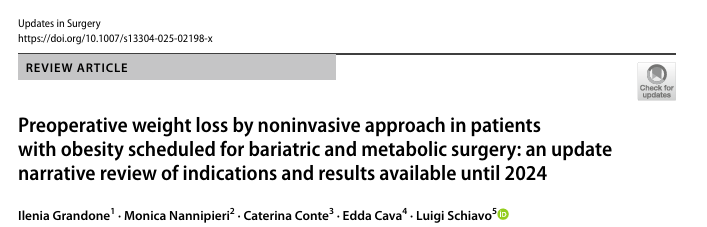 Updates in Surgery
https://doi.org/10.1007/s13304-025-02198-x
REVIEW ARTICLE
Check for
updates
Preoperative weight loss by noninvasive approach in patients
with obesity scheduled for bariatric and metabolic surgery: an update
narrative review of indications and results available until 2024
Ilenia Grandone1 · Monica Nannipieri2 · Caterina Conte3 · Edda Cava4 · Luigi Schiavo5 iD